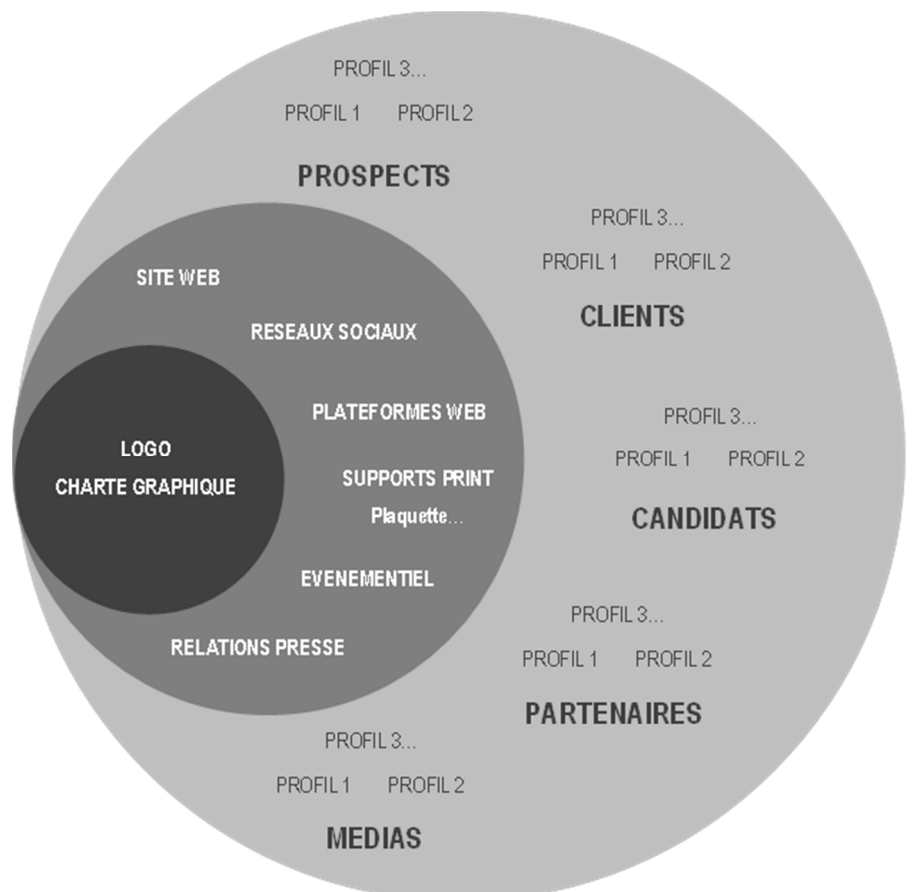 PROFIL 3...
PROFIL 1 PROFIL 2
PROSPECTS
PROFIL 3...
PROFIL 1 PROFIL 2
CLIENTS
PROFIL 3...
PROFIL 1 PROFIL 2
CANDIDATS
PROFIL 3...
PROFIL 1 PROFIL 2
PARTENAIRES
PROFIL 3...
PROFIL 1 PROFIL 2
MEDIAS
SITE WEB
RESEAUX SOCIAUX
PLATEFORMES WEB
SUPPORTS PRINT
Plaquette...
EVENEMENTIEL
RELATIONS PRESSE
LOGO
CHARTE GRAPHIQUE